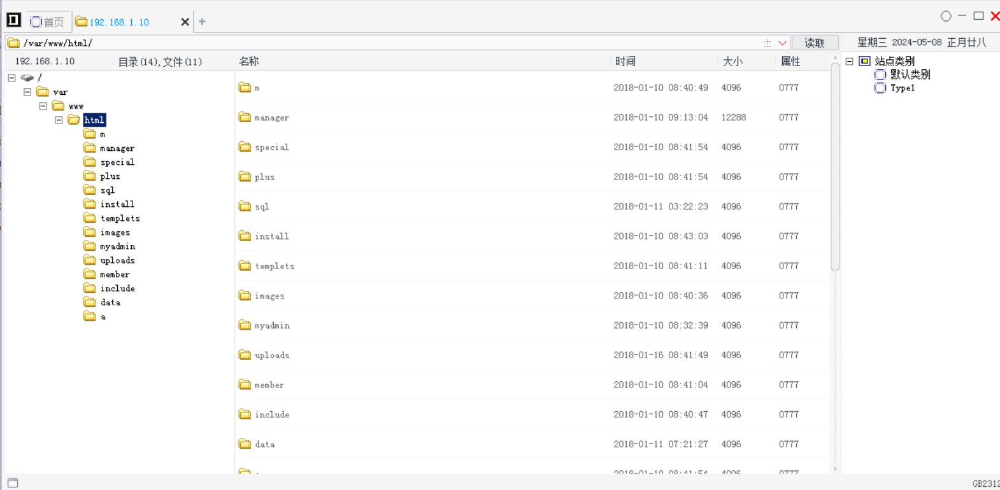 首页 192.168.1.10
/var/www/html/ 读取 星期三 2024-05-08 正月廿八
192.168.1.10 目录(14),文件(11) 名称 时间 大小 属性
/
var
www
html
m
manager
special
plus
sql
install
templets
images
myadmin
uploads
member
include
data
a
m 2018-01-10 08:40:49 4096 0777
manager 2018-01-10 09:13:04 12288 0777
special 2018-01-10 08:41:54 4096 0777
plus 2018-01-10 08:41:54 4096 0777
sql 2018-01-11 03:22:23 4096 0777
install 2018-01-10 08:43:03 4096 0777
templets 2018-01-10 08:41:11 4096 0777
images 2018-01-10 08:40:36 4096 0777
myadmin 2018-01-10 08:32:39 4096 0777
uploads 2018-01-16 08:41:49 4096 0777
member 2018-01-10 08:41:04 4096 0777
include 2018-01-10 08:40:47 4096 0777
data 2018-01-11 07:21:27 4096 0777
2018-01-10 08:41:54 4096 0777
站点类别
默认类别
Type1
GB2312